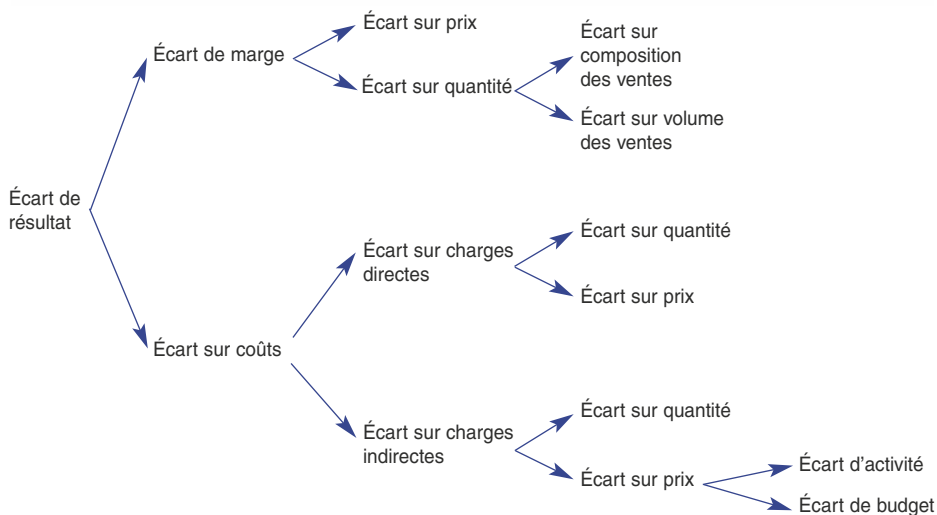 Écart de
résultat
Écart de marge
Écart sur prix
Écart sur quantité
Écart sur
composition
des ventes
Écart sur volume
des ventes
Écart sur coûts
Écart sur charges
directes
Écart sur quantité
Écart sur prix
Écart sur charges
indirectes
Écart sur quantité
Écart sur prix
Écart d’activité
Écart de budget